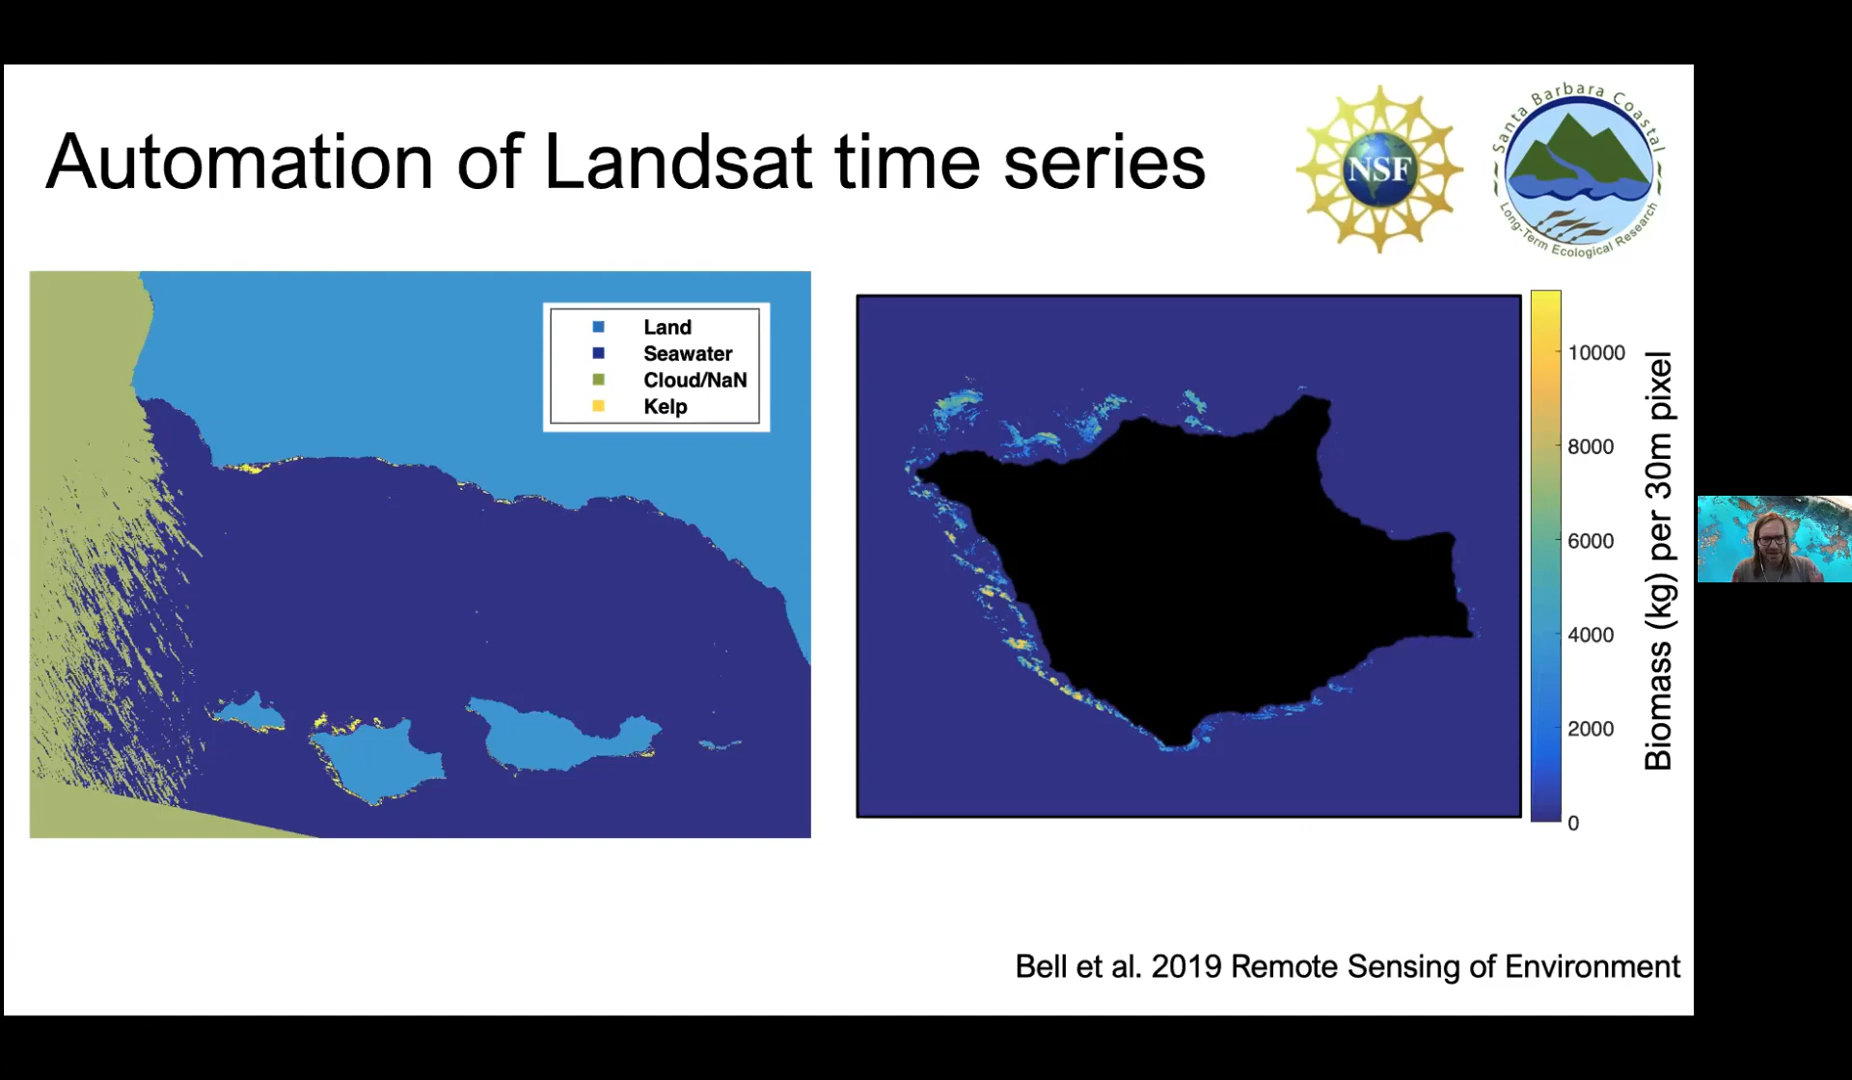 Automation of Landsat time series
NSF
Santa Barbara Coastal
Long-Term Ecological Research
Land
Seawater
Cloud/NaN
Kelp
10000
8000
6000
4000
2000
0
Biomass (kg) per 30m pixel
Bell et al. 2019 Remote Sensing of Environment